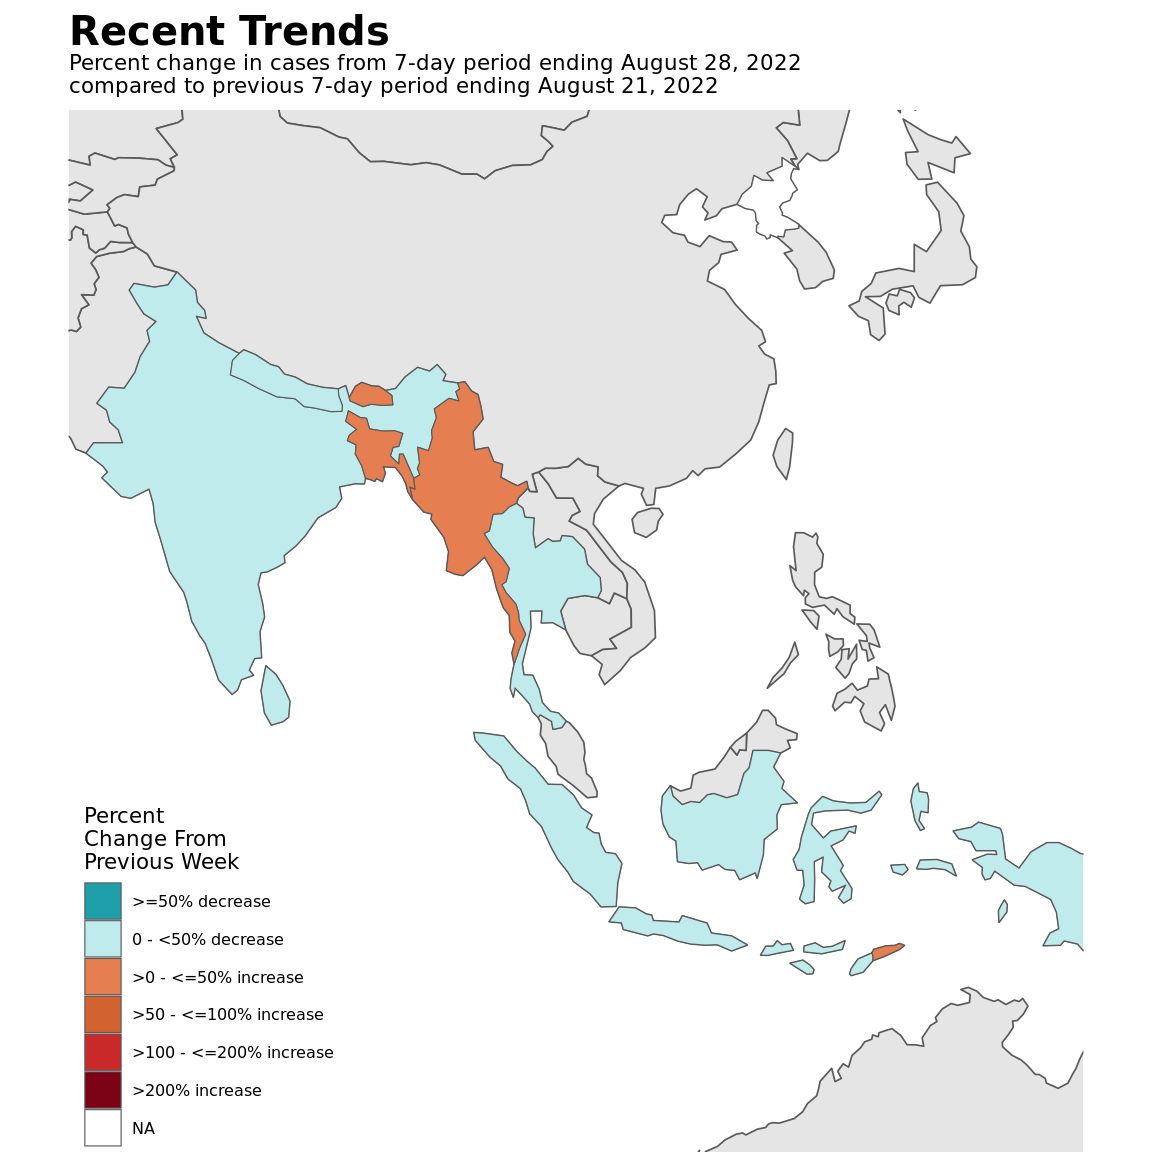 Recent Trends
Percent change in cases from 7-day period ending August 28, 2022
compared to previous 7-day period ending August 21, 2022
Percent
Change From
Previous Week
>=50% decrease
0 - <50% decrease
>0 - <=50% increase
>50 - <=100% increase
>100 - <=200% increase
>200% increase
NA